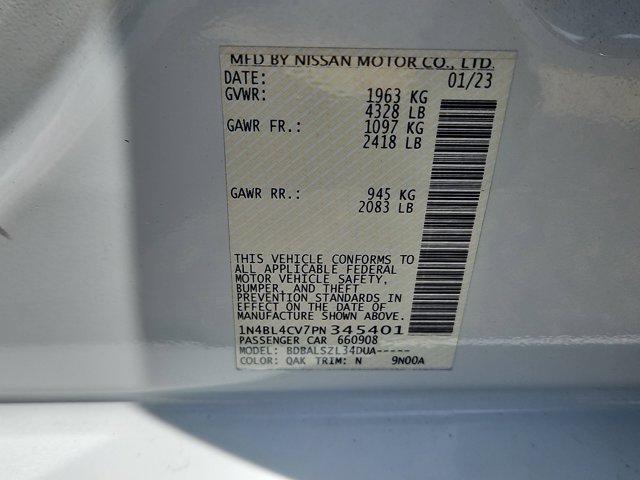 MFD BY NISSAN MOTOR CO., LTD.
DATE: 01/23
GVWR: 1963 KG
4328 LB
GAWR FR.: 1097 KG
2418 LB
GAWR RR.: 945 KG
2083 LB
THIS VEHICLE CONFORMS TO
ALL APPLICABLE FEDERAL
MOTOR VEHICLE SAFETY,
BUMPER, AND THEFT
PREVENTION STANDARDS IN
EFFECT ON THE DATE OF
MANUFACTURE SHOWN ABOVE.
1N4BL4CV7PN 345401
PASSENGER CAR 660908
MODEL: BDBALSZL34DUA-----
COLOR: QAK TRIM: N 9N00A